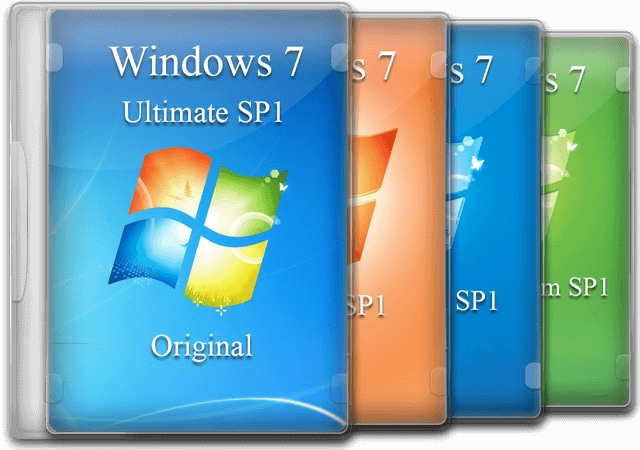 Windows 7
Ultimate SP1
Original
s 7
SP1
s 7
SP1
s 7
m SP1